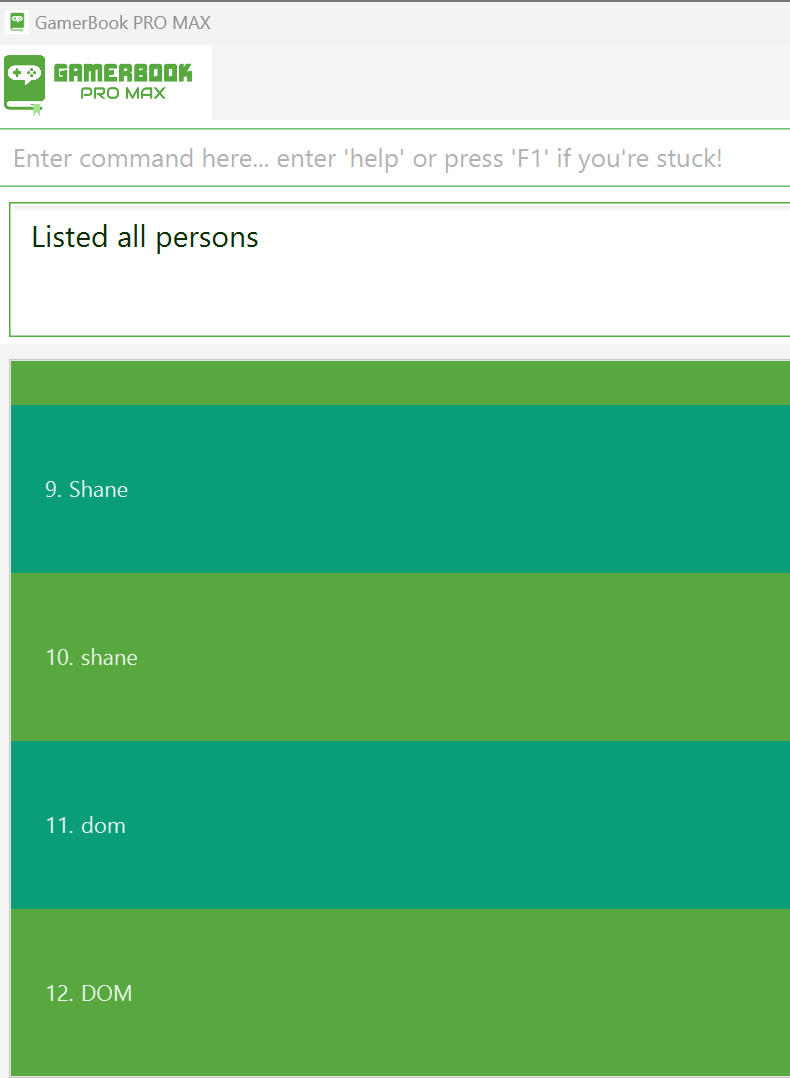 GamerBook PRO MAX
GAMERBOOK
PRO MAX
Enter command here... enter 'help' or press 'F1' if you're stuck!
Listed all persons
9. Shane
10. shane
11. dom
12. DOM